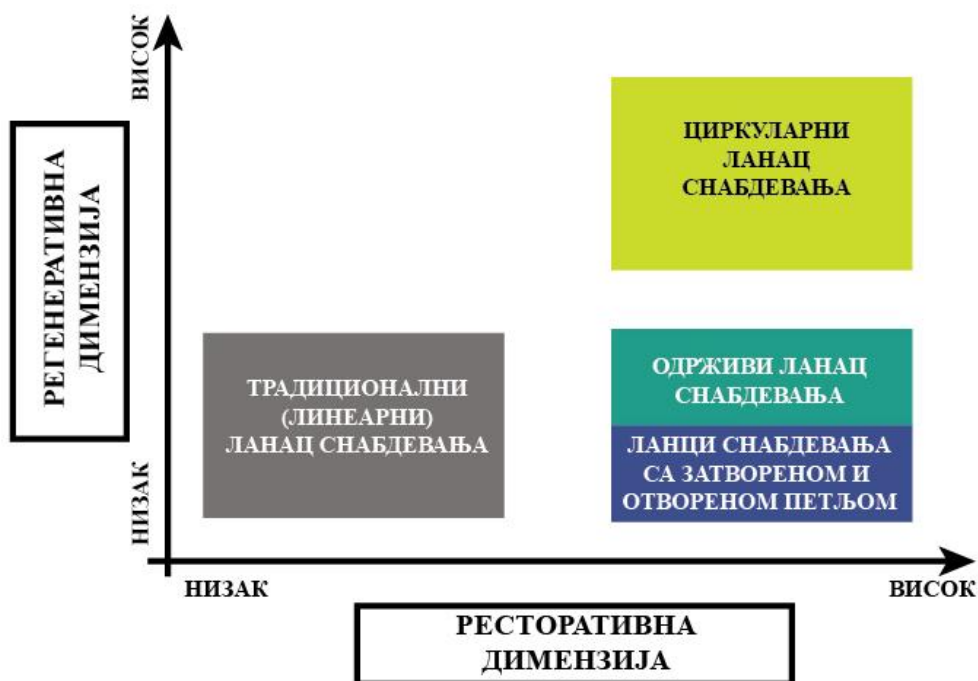 ВИСОК
РЕГЕНЕРАТИВНА
ДИМЕНЗИЈА
НИЗАК
ЦИРКУЛАРНИ
ЛАНАЦ
СНАБДЕВАЊА
ТРАДИЦИОНАЛНИ
(ЛИНЕАРНИ)
ЛАНАЦ СНАБДЕВАЊА
ОДРЖИВИ ЛАНАЦ
СНАБДЕВАЊА
ЛАНЦИ СНАБДЕВАЊА
СА ЗАТВОРЕНОМ И
ОТВОРЕНОМ ПЕТЉОМ
НИЗАК
ВИСОК
РЕСТОРАТИВНА
ДИМЕНЗИЈА